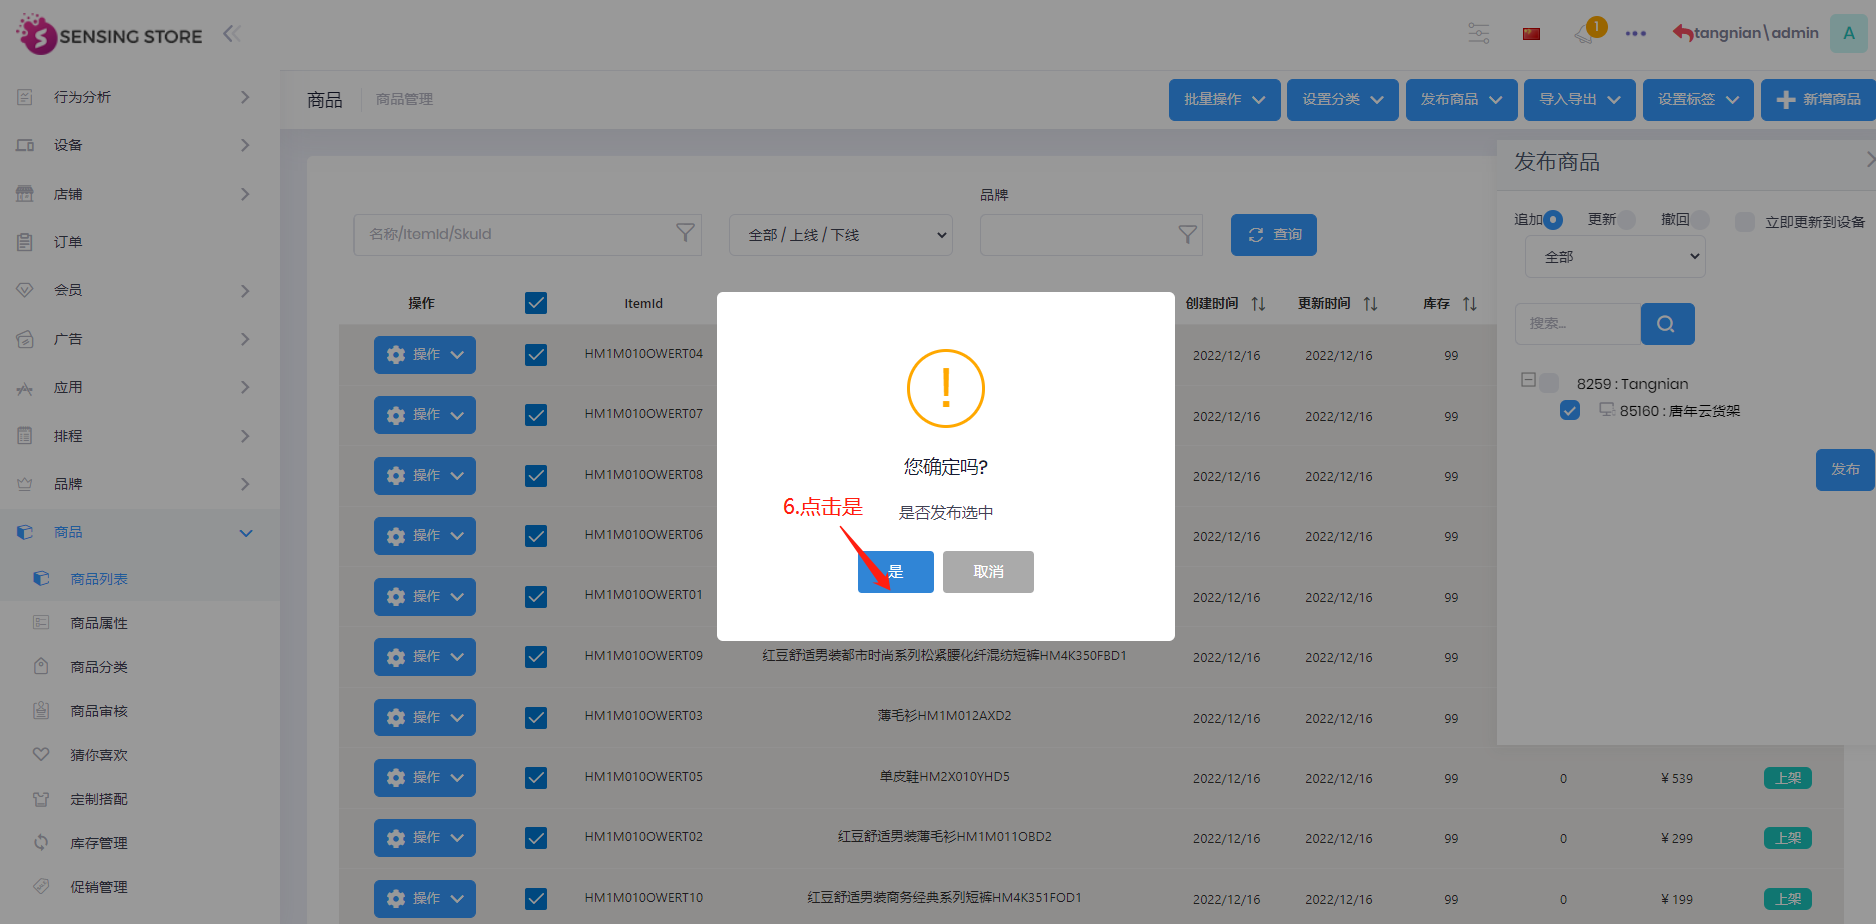 SENSING STORE
1
tangnian\admin
A
行为分析
设备
店铺
订单
会员
广告
应用
排程
品牌
商品
商品列表
商品属性
商品分类
商品审核
猜你喜欢
定制搭配
库存管理
促销管理
商品 商品管理
批量操作 设置分类 发布商品 导入导出 设置标签 新增商品
品牌
名称/ItemId/SkuId 全部 / 上线 / 下线 查询
操作 ItemId 创建时间 更新时间 库存
操作 HM1M010OWERT04 2022/12/16 2022/12/16 99
操作 HM1M010OWERT07 2022/12/16 2022/12/16 99
操作 HM1M010OWERT08 2022/12/16 2022/12/16 99
操作 HM1M010OWERT06 2022/12/16 2022/12/16 99
操作 HM1M010OWERT01 2022/12/16 2022/12/16 99
操作 HM1M010OWERT09 红豆舒适男装都市时尚系列松紧腰化纤混纺短裤HM4K350FBD1 2022/12/16 2022/12/16 99
操作 HM1M010OWERT03 薄毛衫HM1M012AXD2 2022/12/16 2022/12/16 99
操作 HM1M010OWERT05 单皮鞋HM2X010YHD5 2022/12/16 2022/12/16 99 0 ¥ 539 上架
操作 HM1M010OWERT02 红豆舒适男装薄毛衫HM1M011OBD2 2022/12/16 2022/12/16 99 0 ¥ 299 上架
操作 HM1M010OWERT10 红豆舒适男装商务经典系列短裤HM4K351FOD1 2022/12/16 2022/12/16 99 0 ¥ 199 上架
!
您确定吗?
是否发布选中
6.点击是
是 取消
发布商品
追加 更新 撤回 立即更新到设备
全部
搜索...
8259 : Tangnian
85160 : 唐年云货架
发布